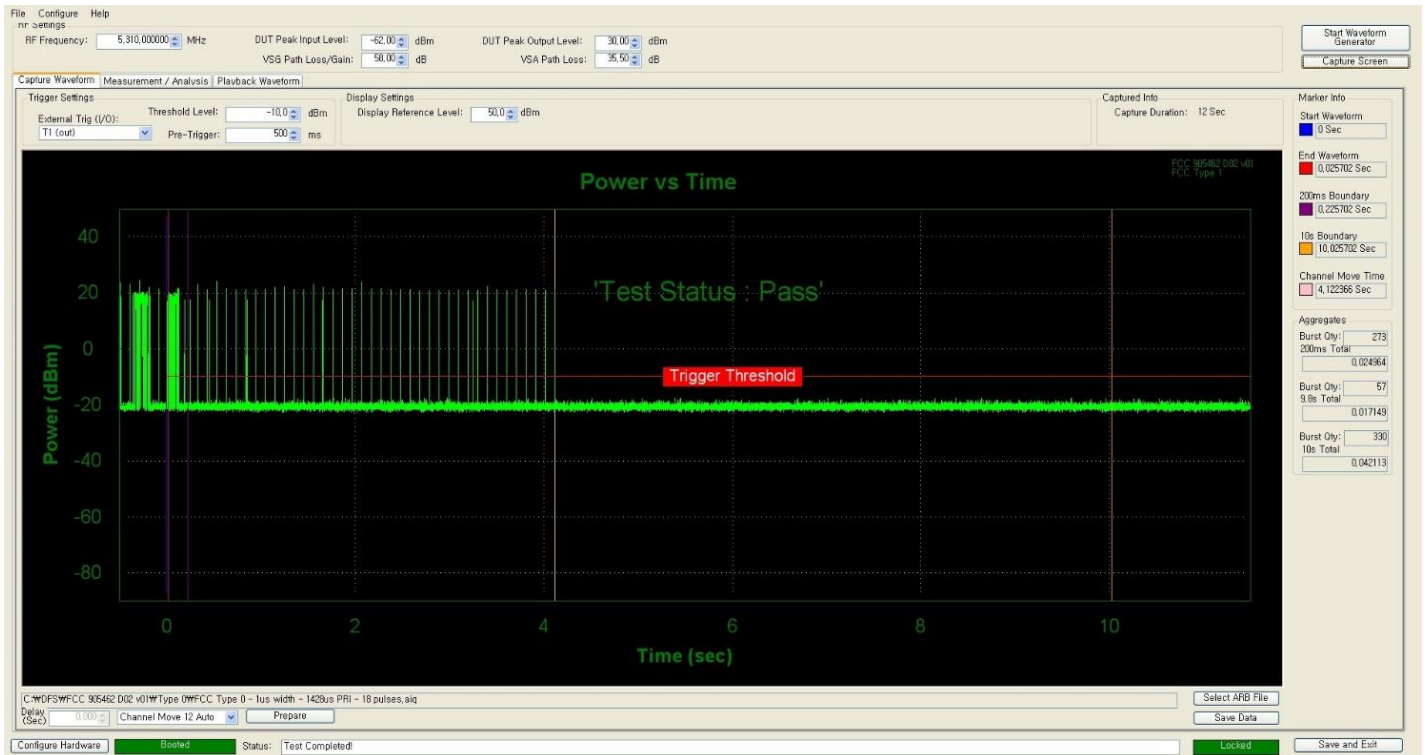 File Configure Help
RF Settings
RF Frequency: 5,310,000000 MHz
DUT Peak Input Level: -62,00 dBm
DUT Peak Output Level: 30,00 dBm
VSG Path Loss/Gain: 58,00 dB
VSA Path Loss: 35,50 dB
Start Waveform Generator
Capture Screen
Capture Waveform Measurement / Analysis Playback Waveform
Trigger Settings
External Trig (I/O):
T1 (out)
Threshold Level: -10,0 dBm
Pre-Trigger: 500 ms
Display Settings
Display Reference Level: 50,0 dBm
Captured Info
Capture Duration: 12 Sec
Marker Info
Start Waveform
0 Sec
End Waveform
0,025702 Sec
200ms Boundary
0,225702 Sec
10s Boundary
10,025702 Sec
Channel Move Time
4,122366 Sec
Aggregates
Burst Qty: 273
200ms Total
0,024964
Burst Qty: 57
9,8s Total
0,017149
Burst Qty: 330
10s Total
0,042113
FCC 905462 D02 v01
FCC Type 1
Power vs Time
'Test Status : Pass'
Trigger Threshold
Power (dBm)
40
20
0
-20
-40
-60
-80
0 2 4 6 8 10
Time (sec)
C:₩DFS₩FCC 905462 D02 v01₩Type 0₩FCC Type 0 - 1us width - 1428us PRI - 18 pulses,aiq
Select ARB File
Delay (Sec) 0,000 Channel Move 12 Auto Prepare
Save Data
Configure Hardware Booted Status: Test Completed! Locked Save and Exit